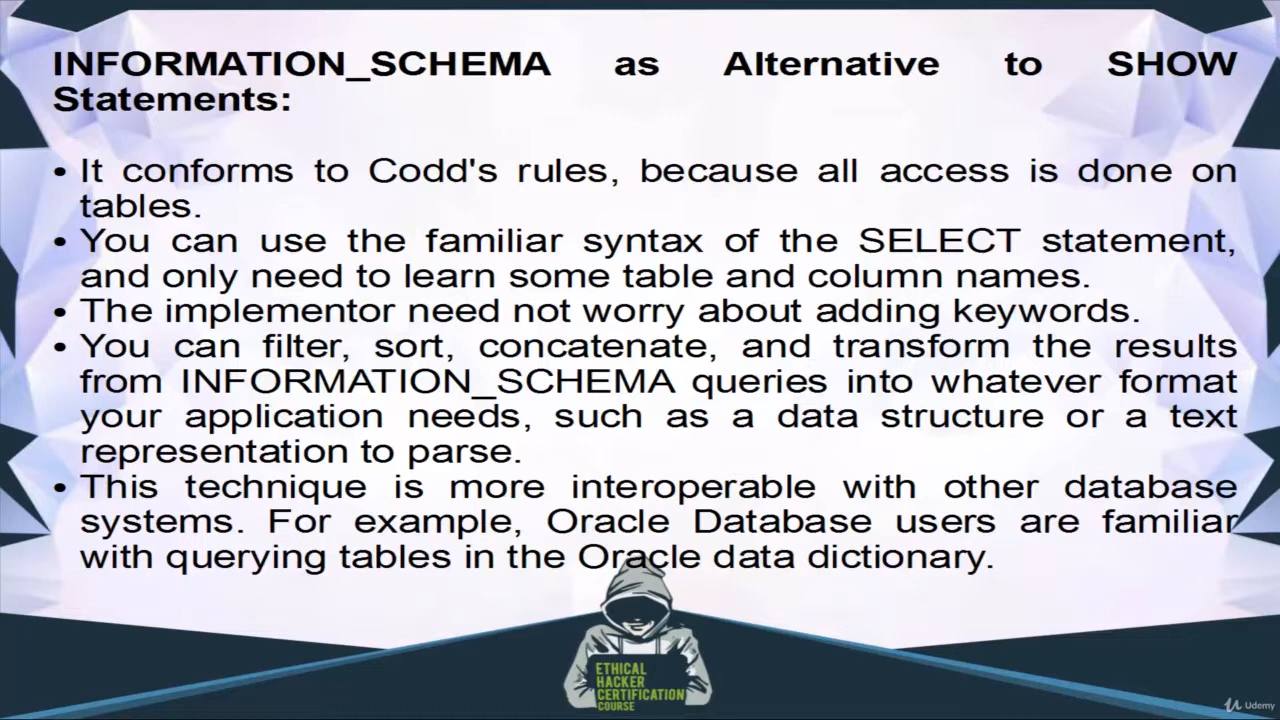 INFORMATION_SCHEMA as Alternative to SHOW
Statements:
• It conforms to Codd's rules, because all access is done on
tables.
• You can use the familiar syntax of the SELECT statement,
and only need to learn some table and column names.
• The implementor need not worry about adding keywords.
• You can filter, sort, concatenate, and transform the results
from INFORMATION_SCHEMA queries into whatever format
your application needs, such as a data structure or a text
representation to parse.
• This technique is more interoperable with other database
systems. For example, Oracle Database users are familiar
with querying tables in the Oracle data dictionary.
ETHICAL
HACKER
CERTIFICATION
COURSE
Udemy